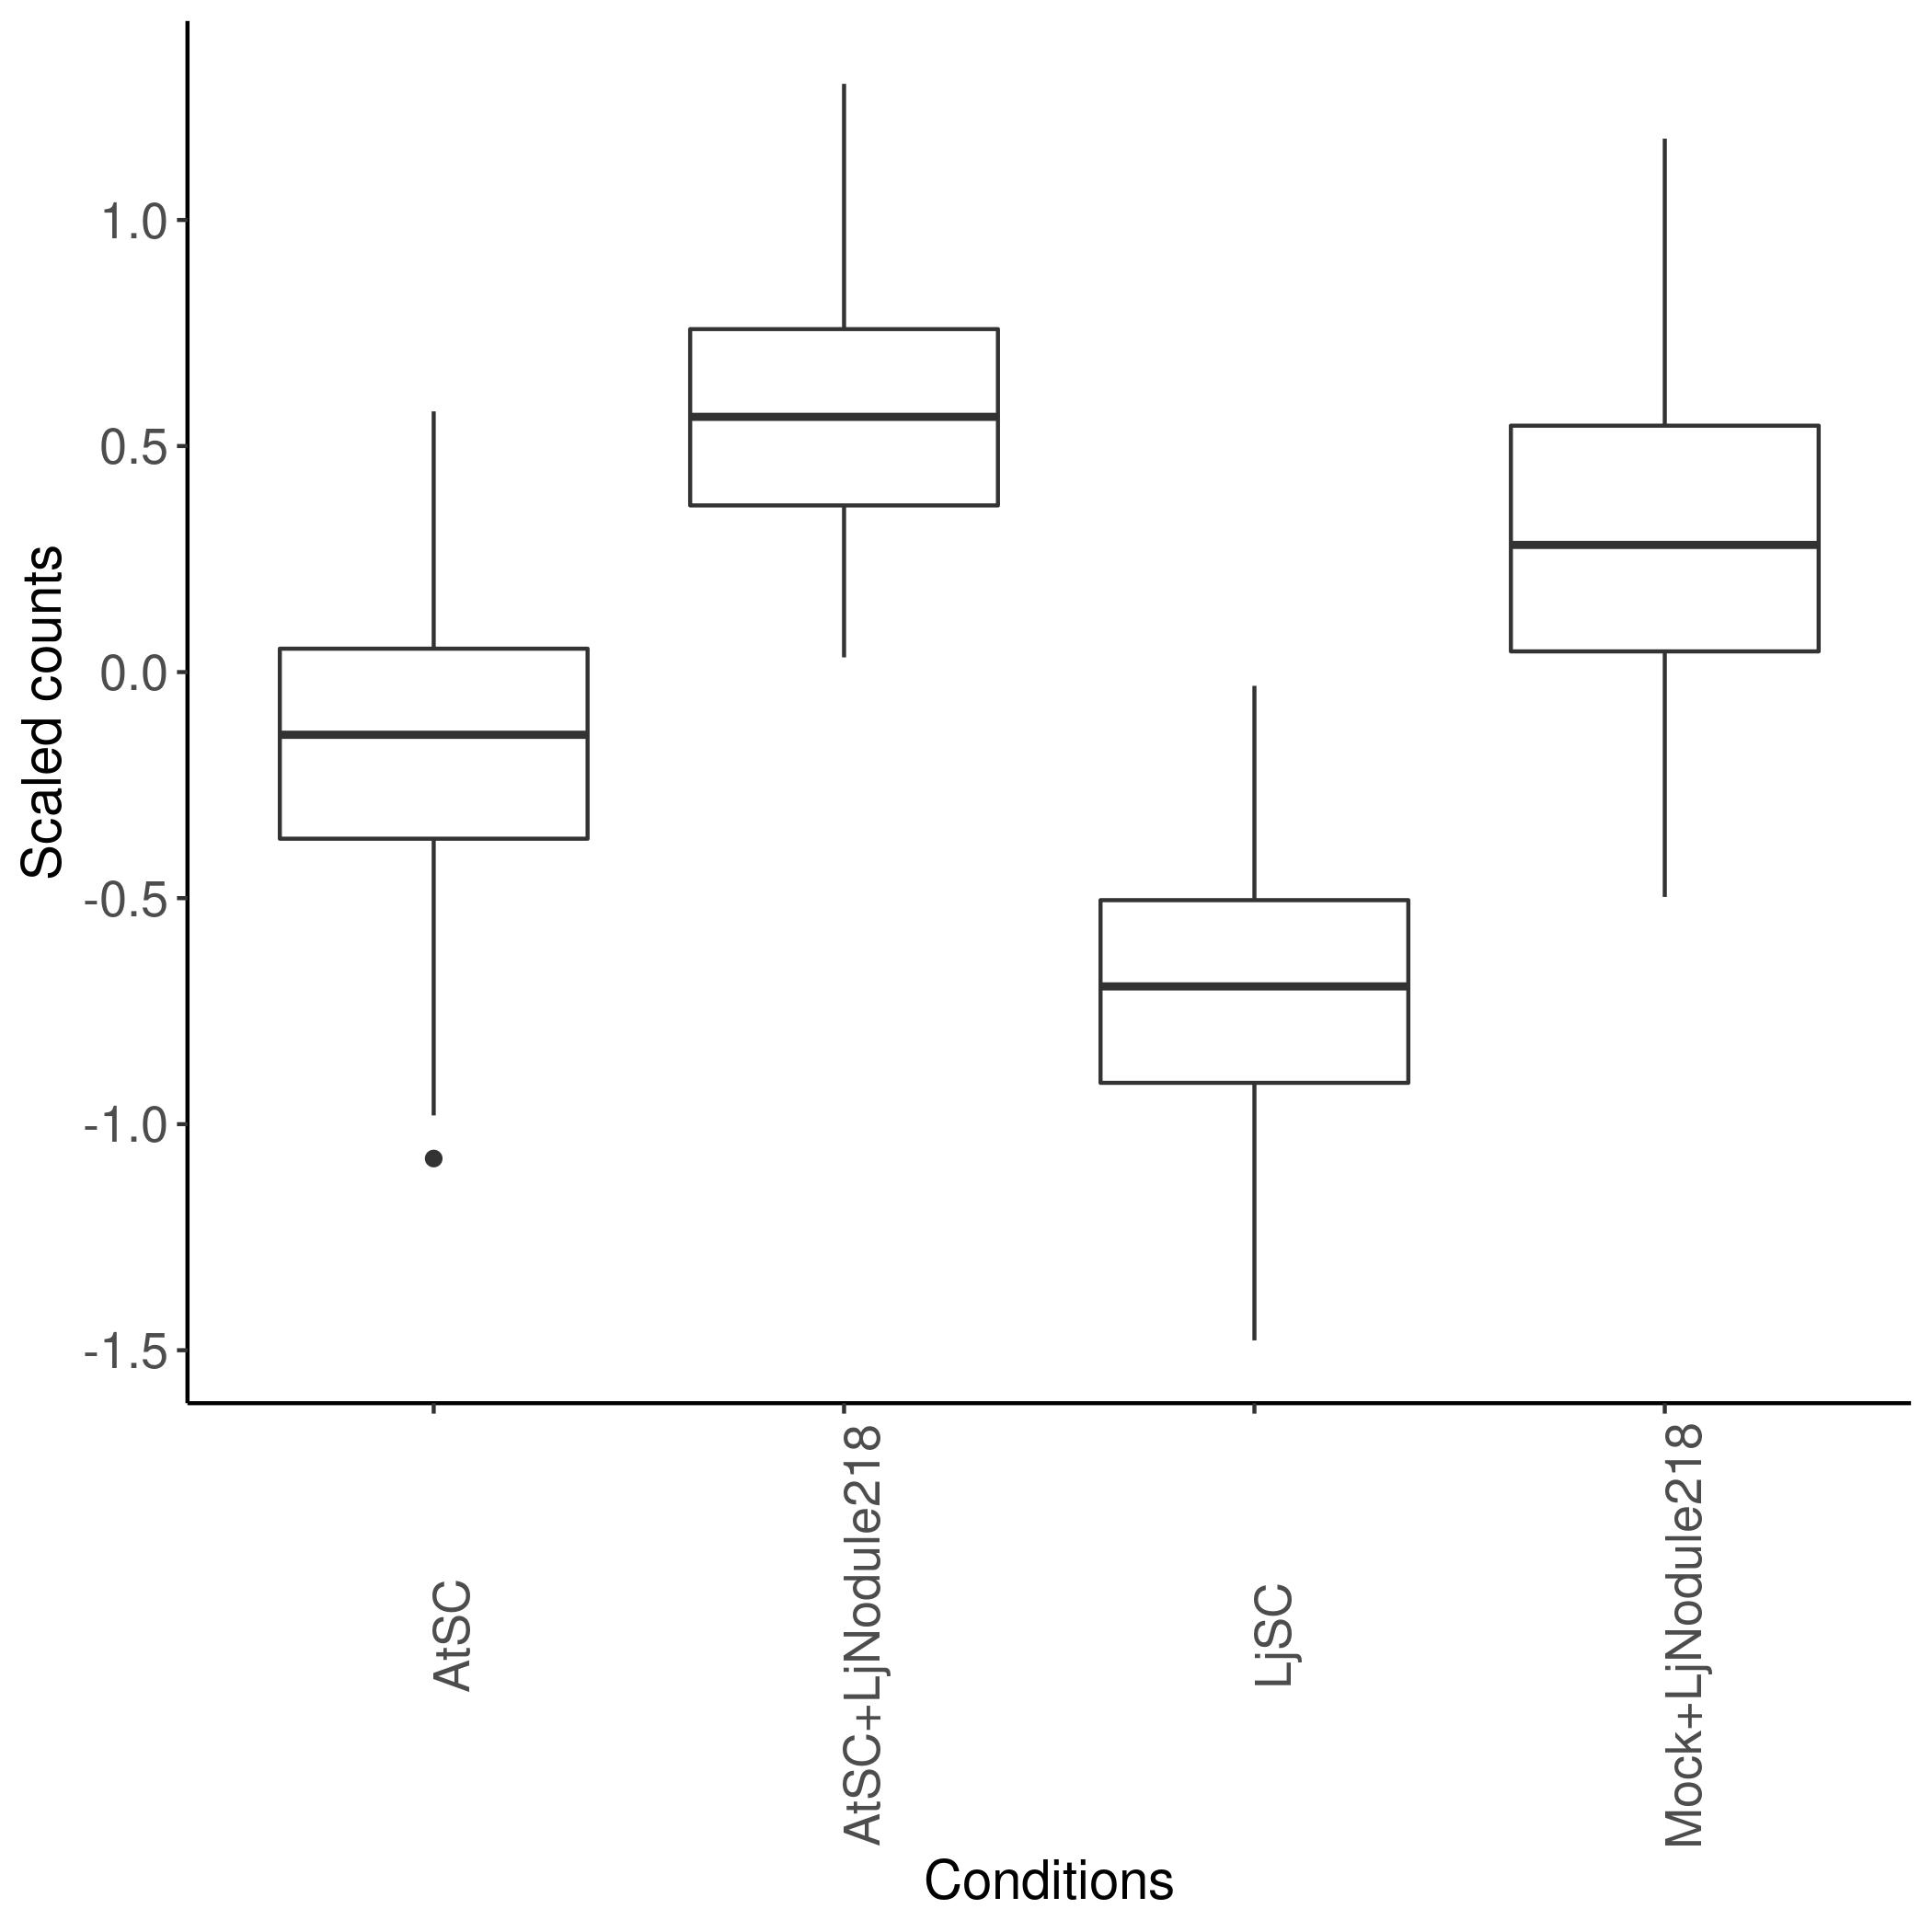 Scaled counts
1.0
0.5
0.0
-0.5
-1.0
-1.5
AtSC
AtSC+LjNodule218
LjSC
Mock+LjNodule218
Conditions